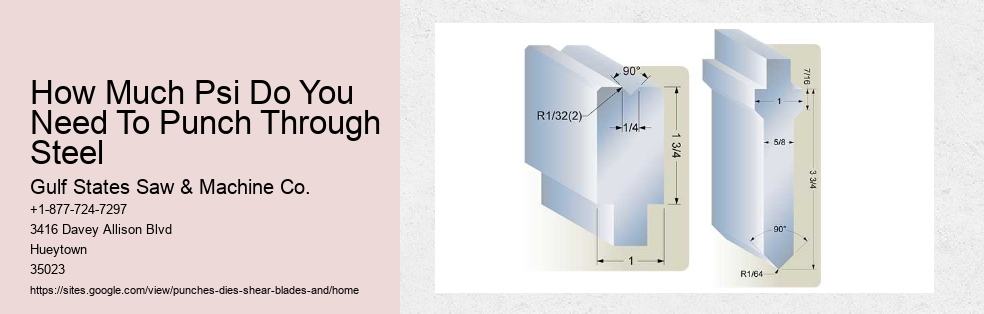 How Much Psi Do You
Need To Punch Through
Steel
Gulf States Saw & Machine Co.
+1-877-724-7297
3416 Davey Allison Blvd
Hueytown
35023
https://sites.google.com/view/punches-dies-shear-blades-and/home
90°
R1/32(2)
1/4
1 3/4
1
7/16
1
5/8
3 3/4
90°
R1/64